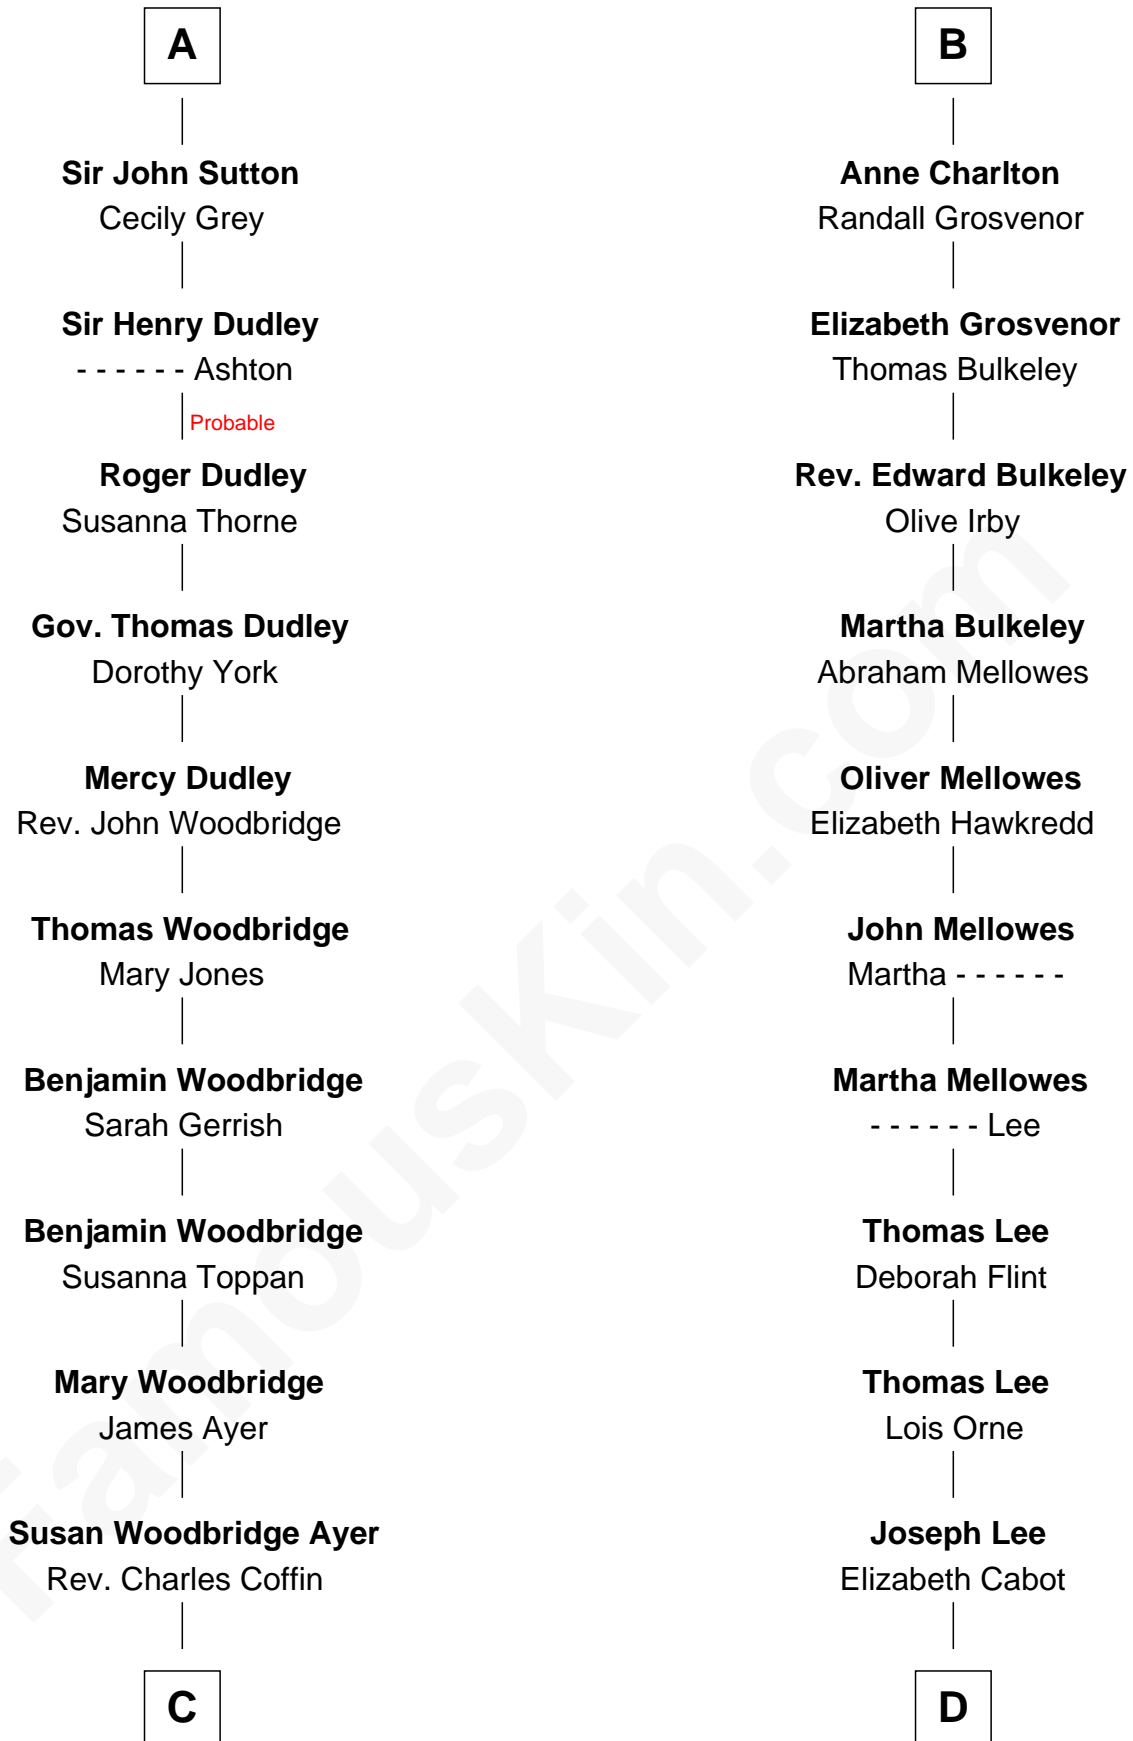 A
Sir John Sutton
Cecily Grey
Sir Henry Dudley
- - - - - - Ashton
Probable
Roger Dudley
Susanna Thorne
Gov. Thomas Dudley
Dorothy York
Mercy Dudley
Rev. John Woodbridge
Thomas Woodbridge
Mary Jones
Benjamin Woodbridge
Sarah Gerrish
Benjamin Woodbridge
Susanna Toppan
Mary Woodbridge
James Ayer
Susan Woodbridge Ayer
Rev. Charles Coffin
C
B
Anne Charlton
Randall Grosvenor
Elizabeth Grosvenor
Thomas Bulkeley
Rev. Edward Bulkeley
Olive Irby
Martha Bulkeley
Abraham Mellowes
Oliver Mellowes
Elizabeth Hawkredd
John Mellowes
Martha - - - - - -
Martha Mellowes
- - - - - - Lee
Thomas Lee
Deborah Flint
Thomas Lee
Lois Orne
Joseph Lee
Elizabeth Cabot
D
FamousKin.com